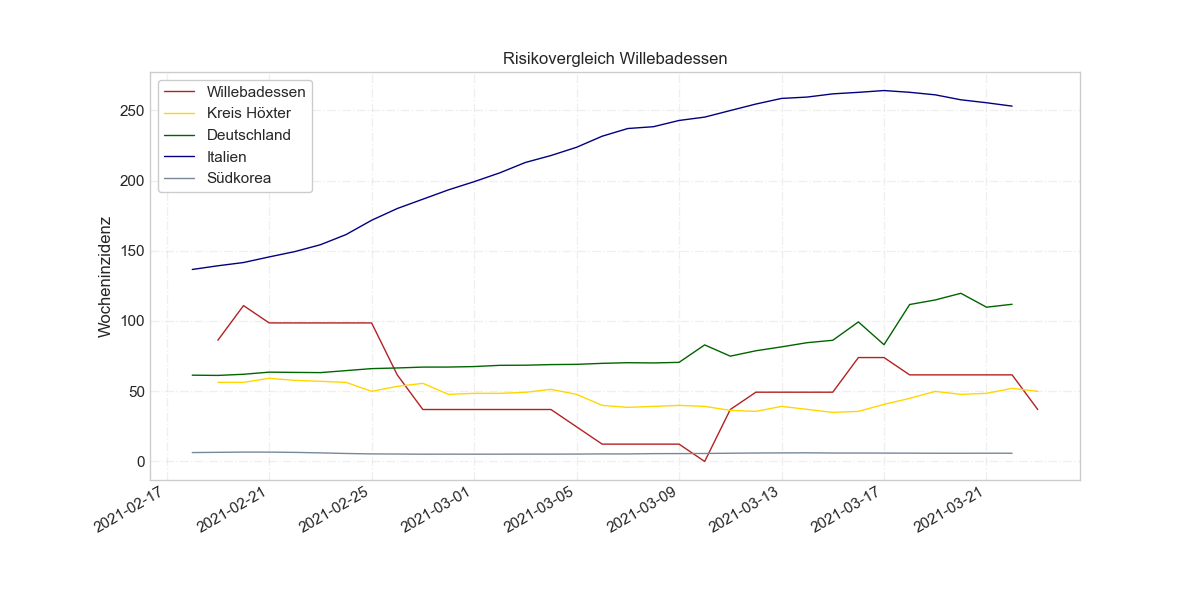 Risikovergleich Willebadessen
Willebadessen
Kreis Höxter
Deutschland
Italien
Südkorea
Wocheninzidenz
250
200
150
100
50
0
2021-02-17
2021-02-21
2021-02-25
2021-03-01
2021-03-05
2021-03-09
2021-03-13
2021-03-17
2021-03-21